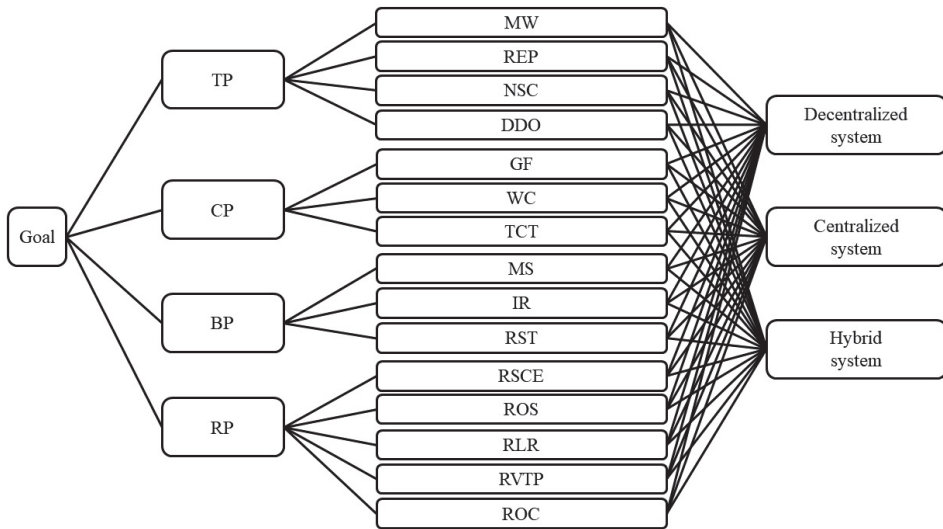 Goal
TP
CP
BP
RP
MW
REP
NSC
DDO
GF
WC
TCT
MS
IR
RST
RSCE
ROS
RLR
RVTP
ROC
Decentralized
system
Centralized
system
Hybrid
system